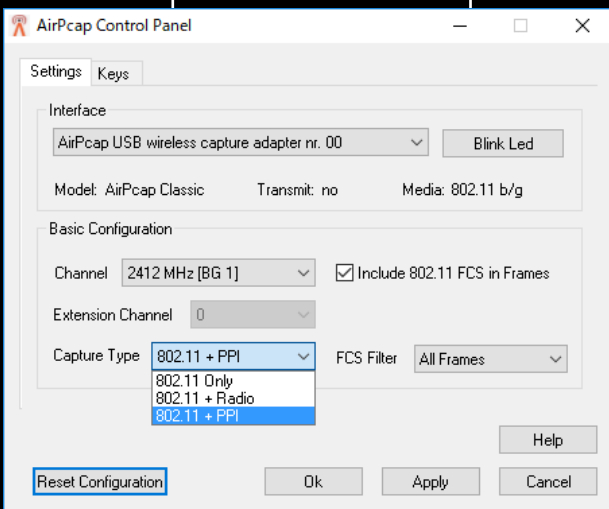 AirPcap Control Panel
Settings Keys
Interface
AirPcap USB wireless capture adapter nr. 00 Blink Led
Model: AirPcap Classic Transmit: no Media: 802.11 b/g
Basic Configuration
Channel 2412 MHz [BG 1] Include 802.11 FCS in Frames
Extension Channel 0
Capture Type 802.11 + PPI FCS Filter All Frames
802.11 Only
802.11 + Radio
802.11 + PPI
Help
Reset Configuration Ok Apply Cancel